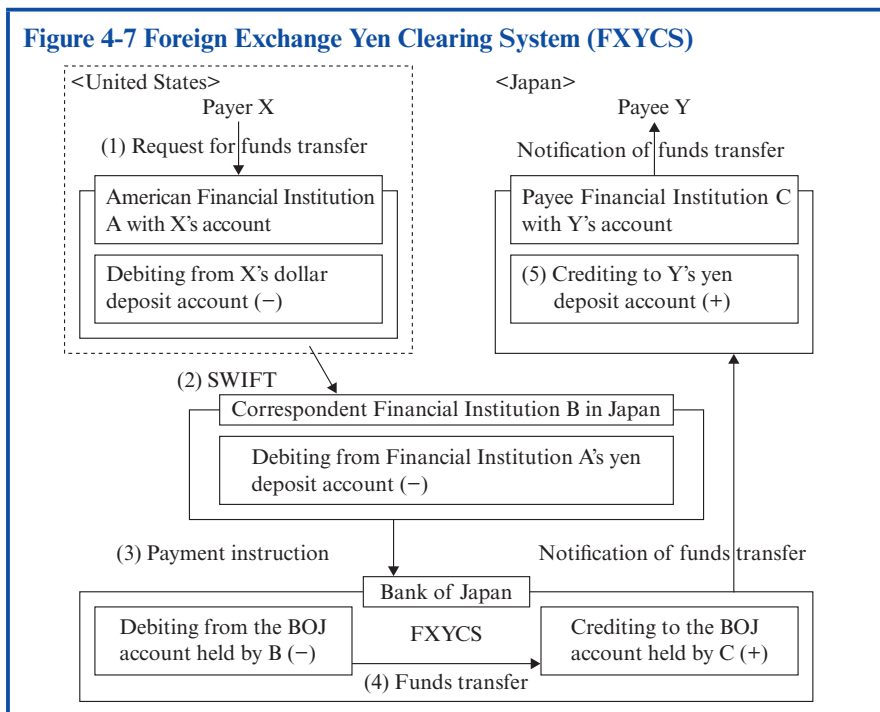 Figure 4-7 Foreign Exchange Yen Clearing System (FXYCS)
<United States>
Payer X
(1) Request for funds transfer
American Financial Institution
A with X’s account
Debiting from X’s dollar
deposit account (−)
<Japan>
Payee Y
Notification of funds transfer
Payee Financial Institution C
with Y’s account
(5) Crediting to Y’s yen
deposit account (+)
(2) SWIFT
Correspondent Financial Institution B in Japan
Debiting from Financial Institution A’s yen
deposit account (−)
(3) Payment instruction
Notification of funds transfer
Bank of Japan
Debiting from the BOJ
account held by B (−)
FXYCS
(4) Funds transfer
Crediting to the BOJ
account held by C (+)